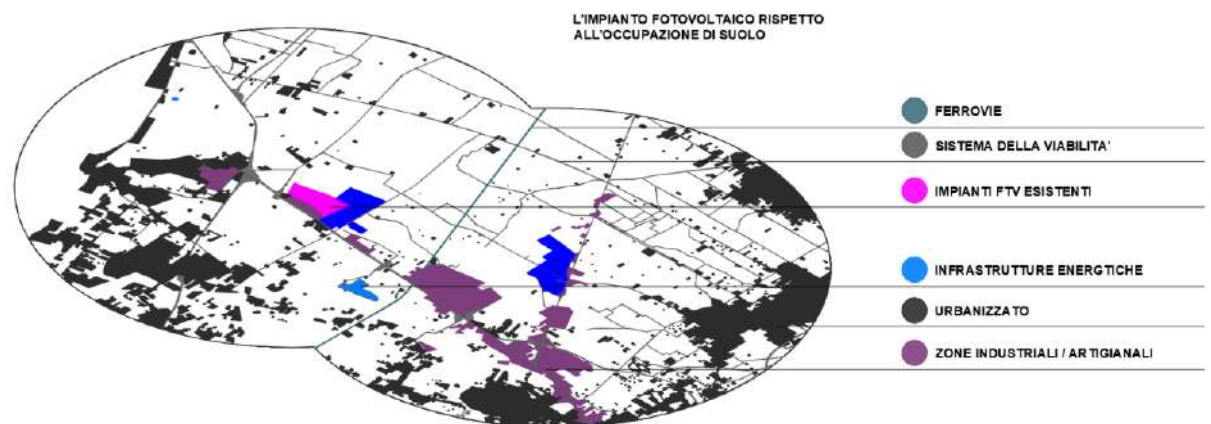 L'IMPIANTO FOTOVOLTAICO RISPETTO
ALL'OCCUPAZIONE DI SUOLO
FERROVIE
SISTEMA DELLA VIABILITA'
IMPIANTI FTV ESISTENTI
INFRASTRUTTURE ENERGTICHE
URBANIZZATO
ZONE INDUSTRIALI / ARTIGIANALI